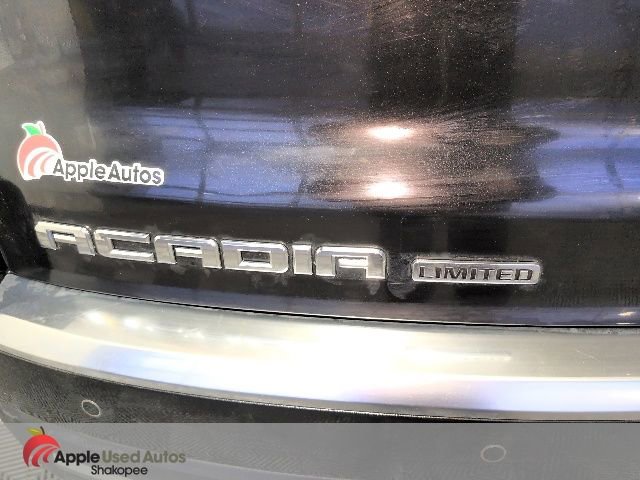 AppleAutos
ACADIA LIMITED
Apple Used Autos
Shakopee